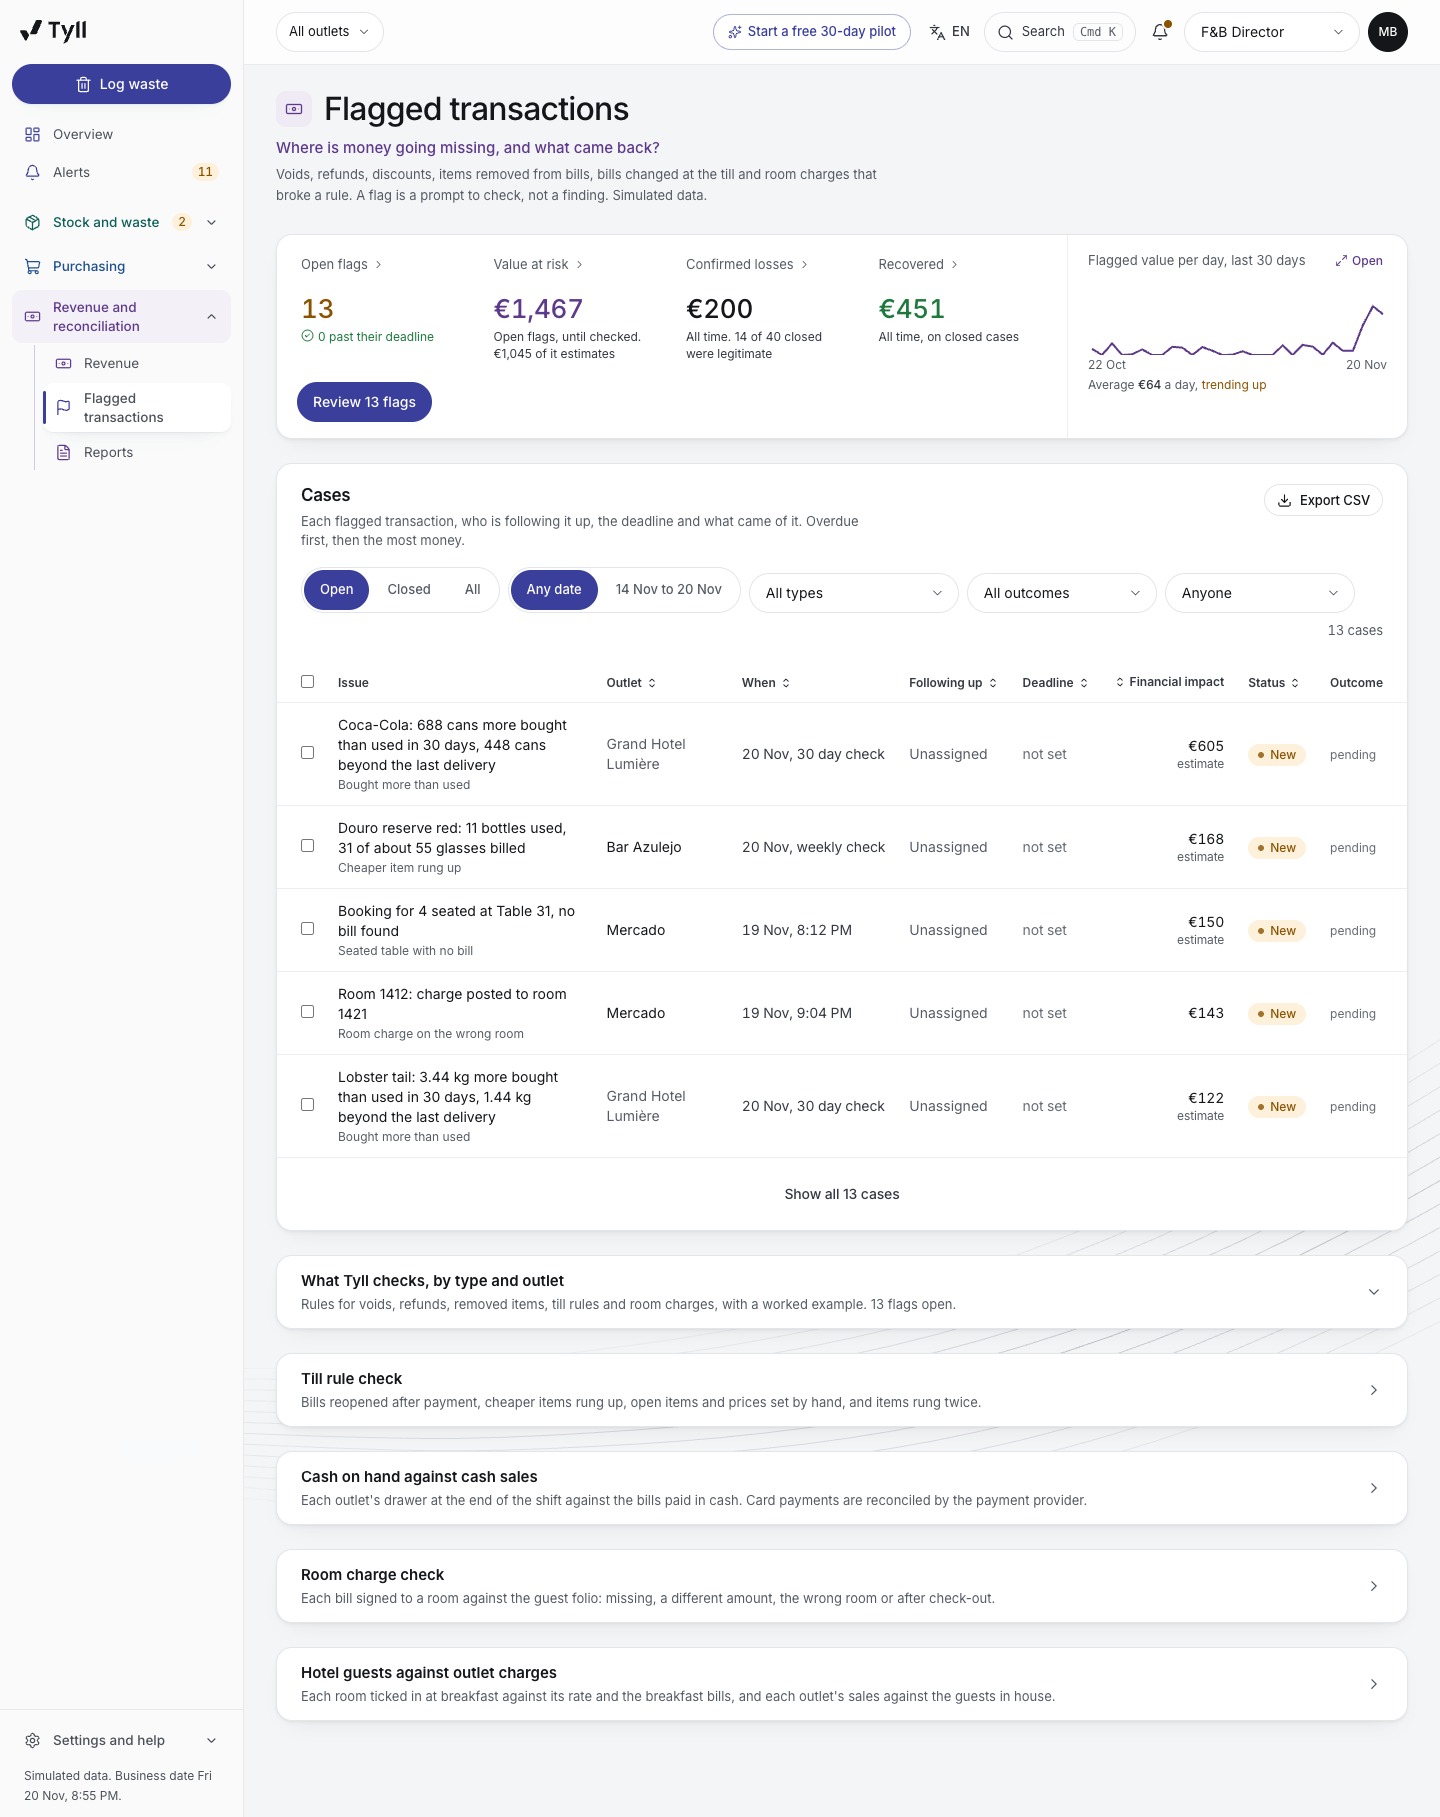 Tyll
Log waste
Overview
Alerts 11
Stock and waste 2
Purchasing
Revenue and
reconciliation
Revenue
Flagged
transactions
Reports
Settings and help
Simulated data. Business date Fri
20 Nov, 8:55 PM.
All outlets
Start a free 30-day pilot
EN
Search Cmd K
F&B Director
MB
Flagged transactions
Where is money going missing, and what came back?
Voids, refunds, discounts, items removed from bills, bills changed at the till and room charges that
broke a rule. A flag is a prompt to check, not a finding. Simulated data.
Open flags
13
0 past their deadline
Value at risk
€1,467
Open flags, until checked.
€1,045 of it estimates
Confirmed losses
€200
All time. 14 of 40 closed
were legitimate
Recovered
€451
All time, on closed cases
Review 13 flags
Flagged value per day, last 30 days
Open
22 Oct
20 Nov
Average €64 a day, trending up
Cases
Each flagged transaction, who is following it up, the deadline and what came of it. Overdue
first, then the most money.
Export CSV
Open Closed All
Any date 14 Nov to 20 Nov
All types
All outcomes
Anyone
13 cases
Issue Outlet When Following up Deadline Financial impact Status Outcome
Coca-Cola: 688 cans more bought
than used in 30 days, 448 cans
beyond the last delivery
Bought more than used
Grand Hotel
Lumière
20 Nov, 30 day check
Unassigned
not set
€605
estimate
New
pending
Douro reserve red: 11 bottles used,
31 of about 55 glasses billed
Cheaper item rung up
Bar Azulejo
20 Nov, weekly check
Unassigned
not set
€168
estimate
New
pending
Booking for 4 seated at Table 31, no
bill found
Seated table with no bill
Mercado
19 Nov, 8:12 PM
Unassigned
not set
€150
estimate
New
pending
Room 1412: charge posted to room
1421
Room charge on the wrong room
Mercado
19 Nov, 9:04 PM
Unassigned
not set
€143
New
pending
Lobster tail: 3.44 kg more bought
than used in 30 days, 1.44 kg
beyond the last delivery
Bought more than used
Grand Hotel
Lumière
20 Nov, 30 day check
Unassigned
not set
€122
estimate
New
pending
Show all 13 cases
What Tyll checks, by type and outlet
Rules for voids, refunds, removed items, till rules and room charges, with a worked example. 13 flags open.
Till rule check
Bills reopened after payment, cheaper items rung up, open items and prices set by hand, and items rung twice.
Cash on hand against cash sales
Each outlet's drawer at the end of the shift against the bills paid in cash. Card payments are reconciled by the payment provider.
Room charge check
Each bill signed to a room against the guest folio: missing, a different amount, the wrong room or after check-out.
Hotel guests against outlet charges
Each room ticked in at breakfast against its rate and the breakfast bills, and each outlet's sales against the guests in house.